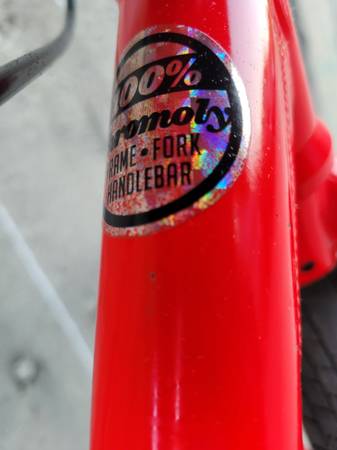 100%
Chromoly
FRAME • FORK
HANDLEBAR